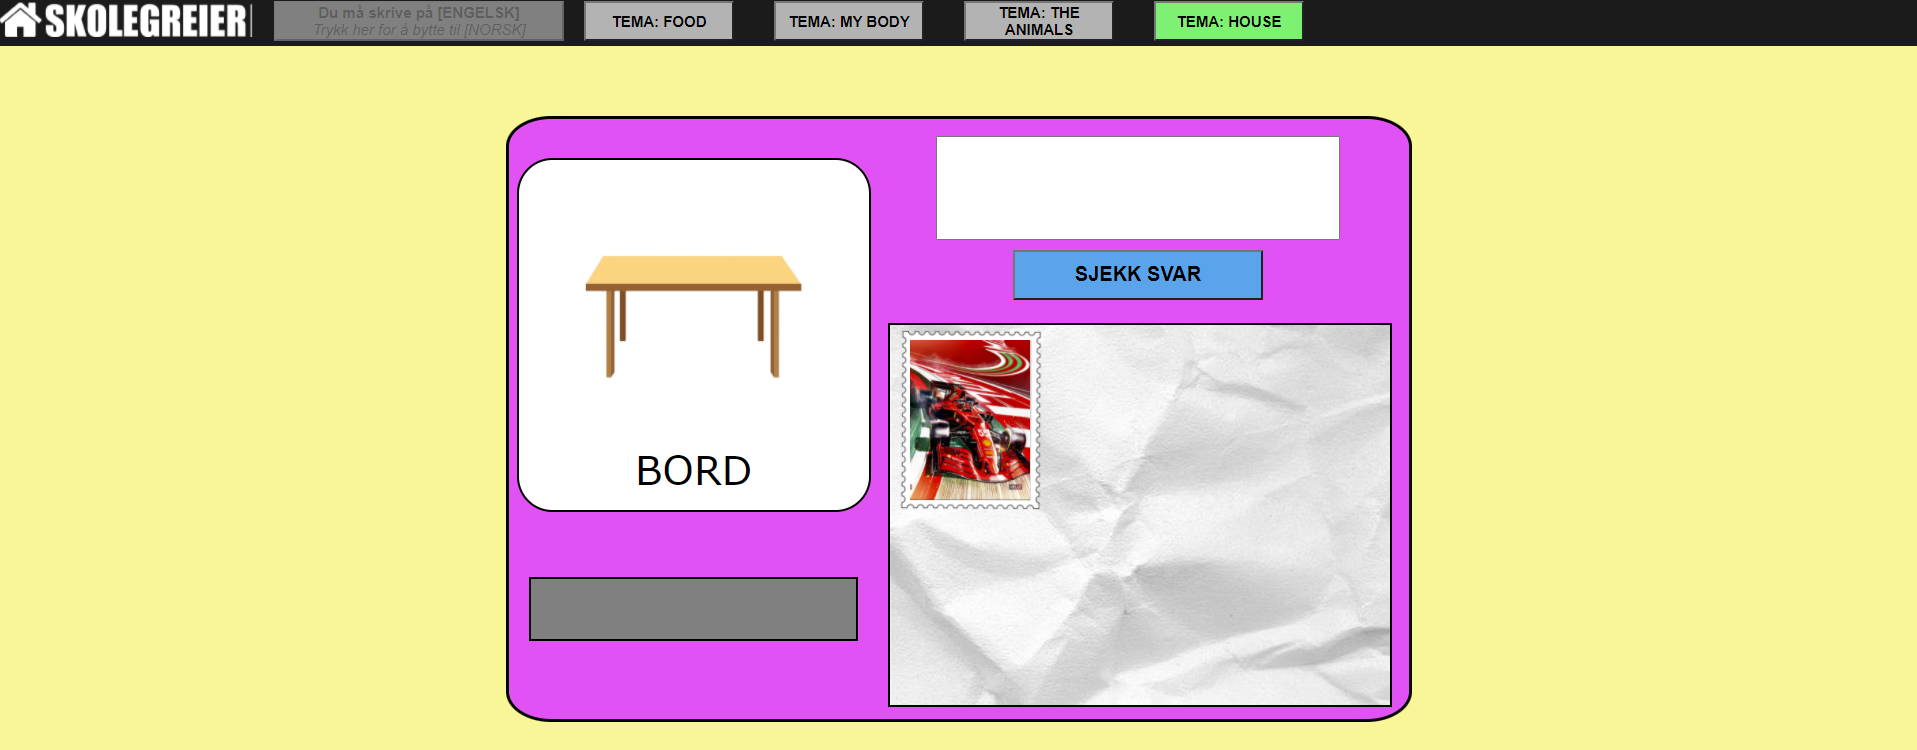 SKOLEGREIER
Du må skrive på [ENGELSK]
Trykk her for å bytte til [NORSK]
TEMA: FOOD
TEMA: MY BODY
TEMA: THE
ANIMALS
TEMA: HOUSE
BORD
SJEKK SVAR